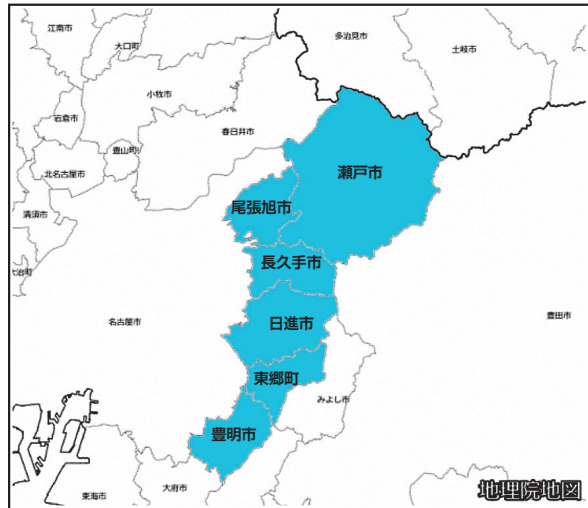 江南市
大口町
多治見市
土岐市
小牧市
岩倉市
春日井市
豊山町
北名古屋市
瀬戸市
尾張旭市
清須市
長久手市
大治町
名古屋市
日進市
豊田市
東郷町
みよし市
豊明市
東海市
大府市
地理院地図